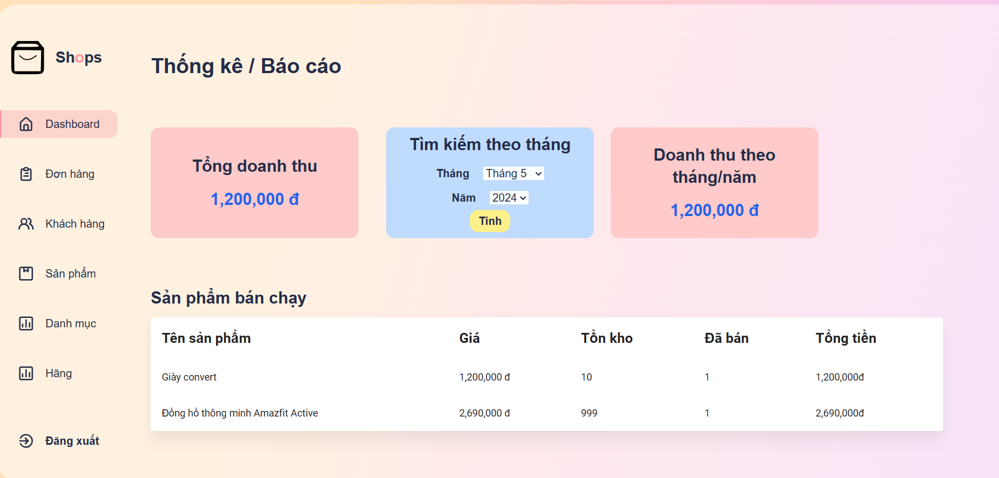 Shops
Thống kê / Báo cáo
Dashboard
Đơn hàng
Khách hàng
Sản phẩm
Danh mục
Hãng
Đăng xuất
Tổng doanh thu
1,200,000 đ
Tìm kiếm theo tháng
Tháng Tháng 5
Năm 2024
Tính
Doanh thu theo
tháng/năm
1,200,000 đ
Sản phẩm bán chạy
Tên sản phẩm Giá Tồn kho Đã bán Tổng tiền
Giày convert 1,200,000 đ 10 1 1,200,000đ
Đồng hồ thông minh Amazfit Active 2,690,000 đ 999 1 2,690,000đ